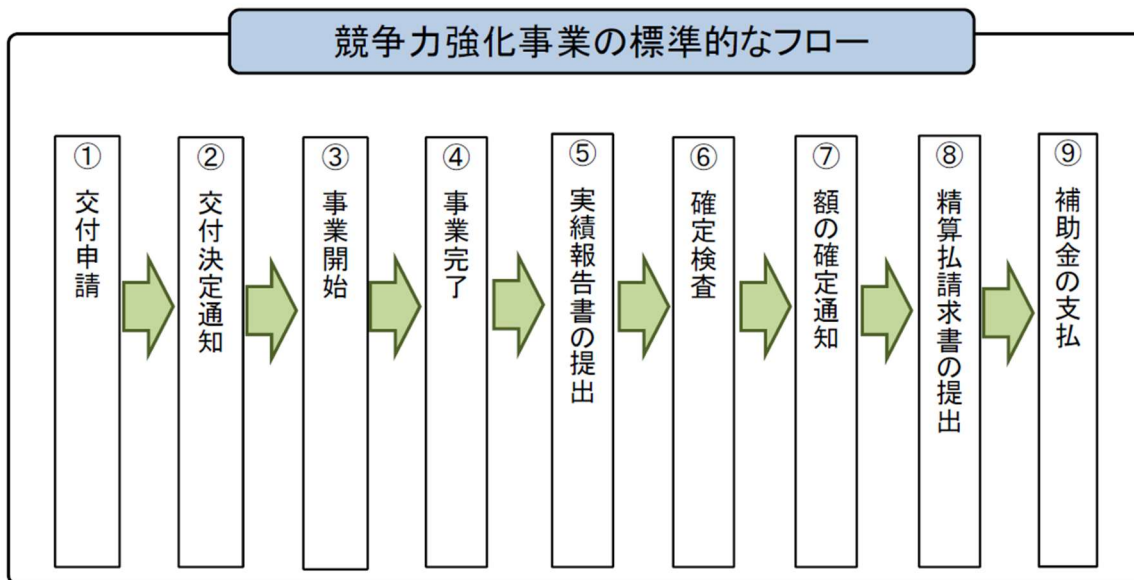 競争力強化事業の標準的なフロー
①交付申請
②交付決定通知
③事業開始
④事業完了
⑤実績報告書の提出
⑥確定検査
⑦額の確定通知
⑧精算払請求書の提出
⑨補助金の支払